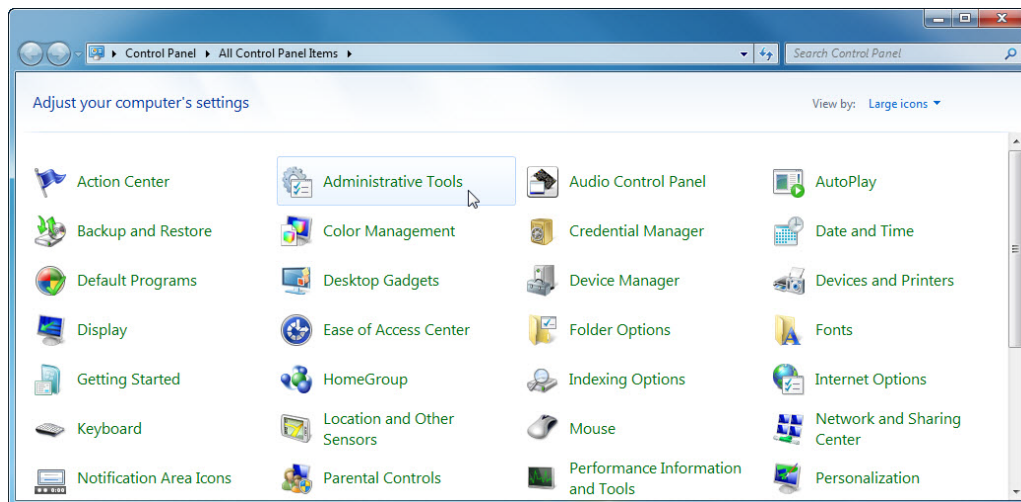 Control Panel All Control Panel Items
Search Control Panel
Adjust your computer's settings
View by: Large icons
Action Center
Administrative Tools
Audio Control Panel
AutoPlay
Backup and Restore
Color Management
Credential Manager
Date and Time
Default Programs
Desktop Gadgets
Device Manager
Devices and Printers
Display
Ease of Access Center
Folder Options
Fonts
Getting Started
HomeGroup
Indexing Options
Internet Options
Keyboard
Location and Other
Sensors
Mouse
Network and Sharing
Center
Notification Area Icons
Parental Controls
Performance Information
and Tools
Personalization